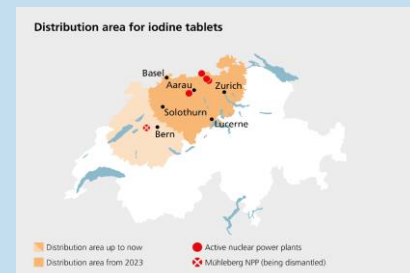 Distribution area for iodine tablets
Basel
Aarau
Zurich
Solothurn
Lucerne
Bern
Distribution area up to now
Active nuclear power plants
Distribution area from 2023
Mühleberg NPP (being dismantled)